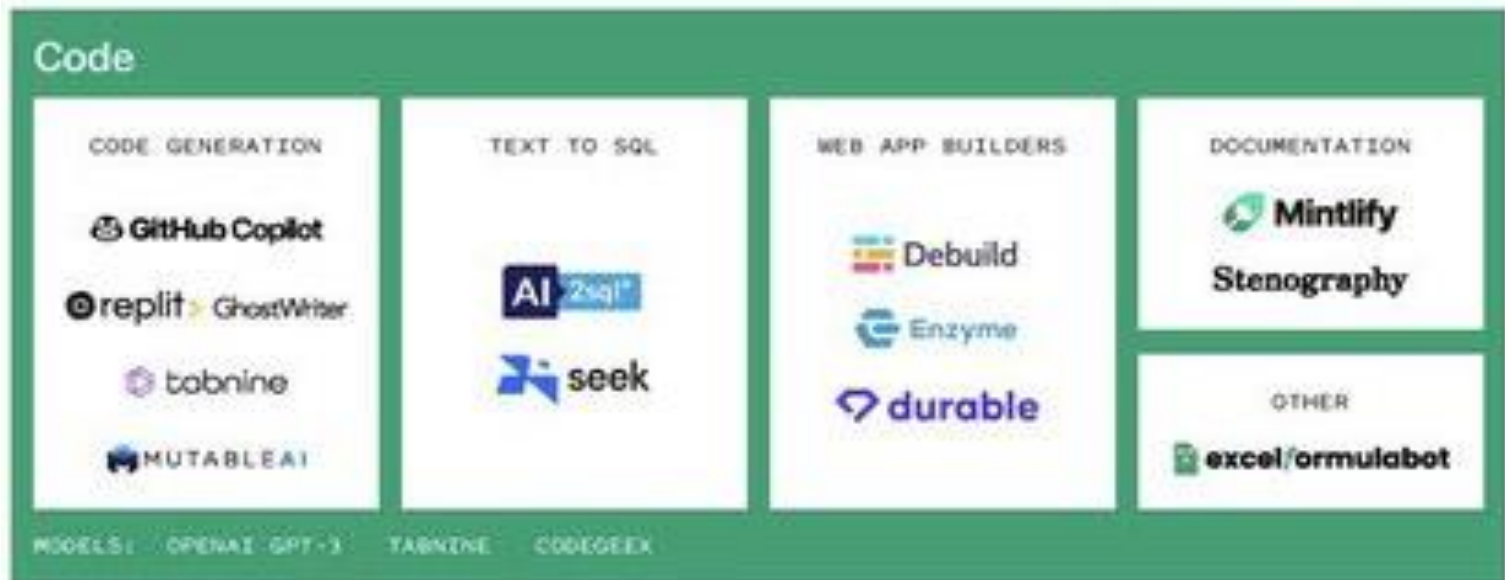 Code
CODE GENERATION
GitHub Copilot
replit> GhostWriter
tabnine
MUTABLEAI
TEXT TO SQL
AI 2sql
seek
WEB APP BUILDERS
Debuild
Enzyme
durable
DOCUMENTATION
Mintlify
Stenography
OTHER
excelformulabot
MODELS: OPENAI GPT-3 TABNINE CODEGEEX